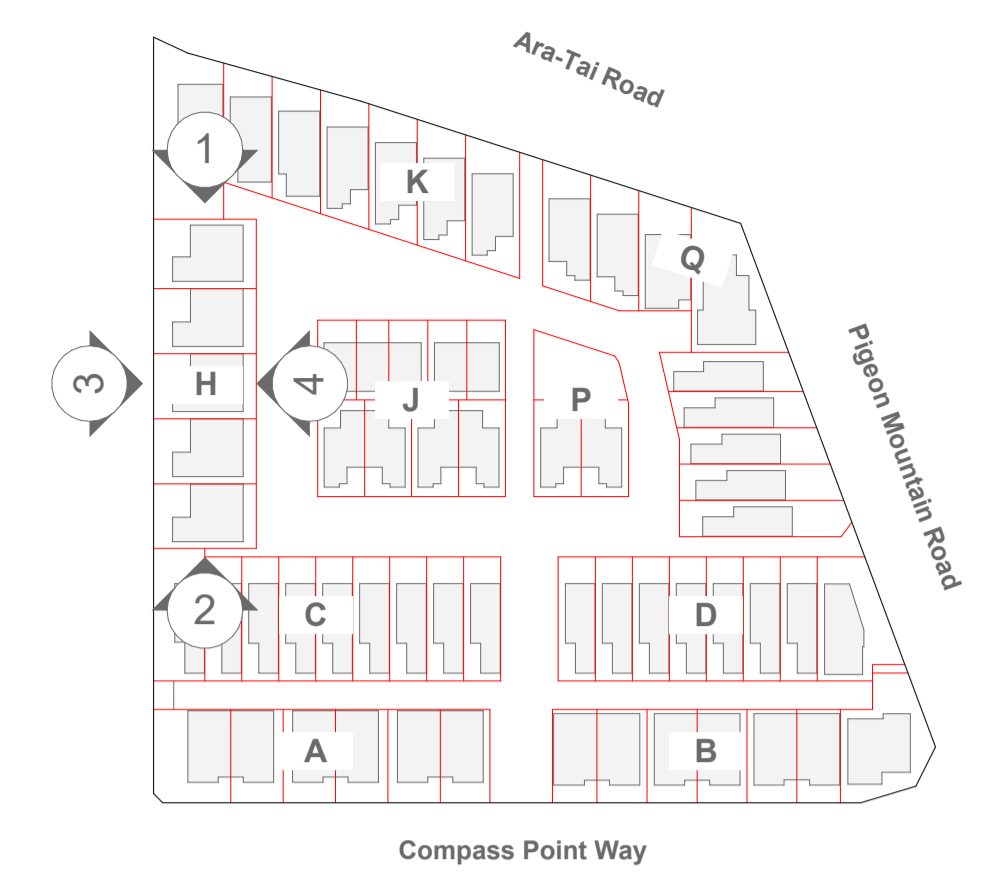 Ara-Tai Road
1
K
Q
Pigeon Mountain Road
3
H
4
J
P
2
C
D
A
B
Compass Point Way